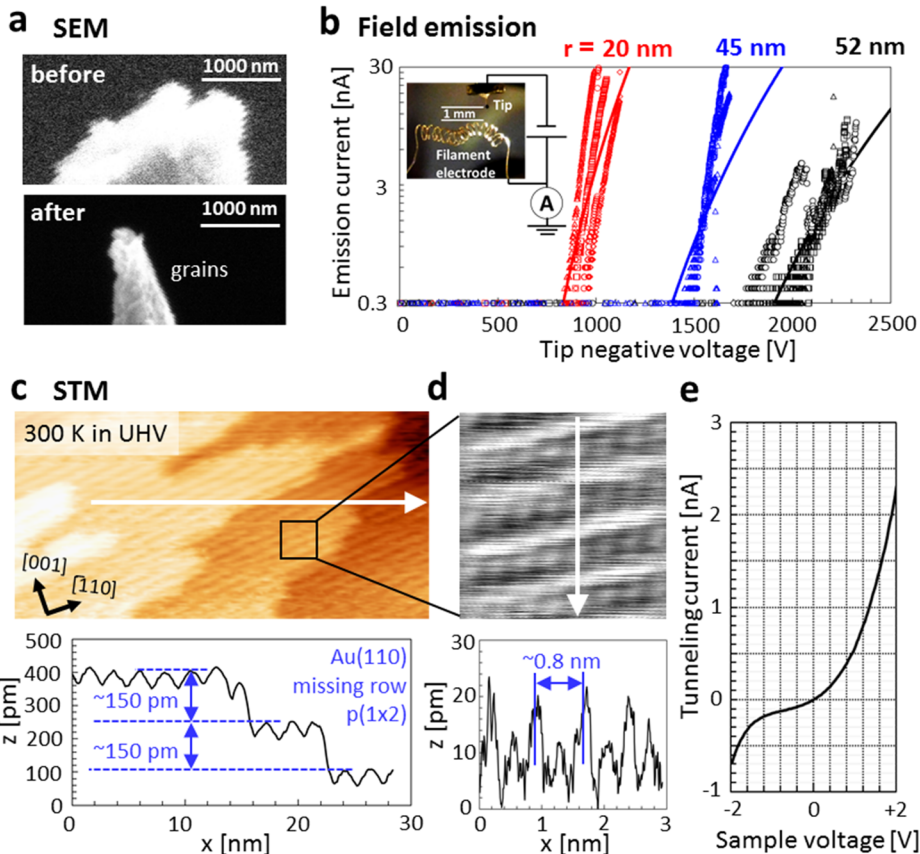 a SEM
before
1000 nm
after
1000 nm
grains
b Field emission
r = 20 nm 45 nm 52 nm
Emission current [nA]
30
3
0.3
Tip
1 mm
Filament
electrode
A
0 500 1000 1500 2000 2500
Tip negative voltage [V]
c STM
300 K in UHV
[001]
[1̄10]
z [pm]
500
400
300
200
100
0
~150 pm
~150 pm
Au(110)
missing row
p(1x2)
0 10 20 30
x [nm]
d
z [pm]
30
20
10
0
~0.8 nm
0 1 2 3
x [nm]
e
Tunneling current [nA]
3
2
1
0
-1
-2 0 +2
Sample voltage [V]